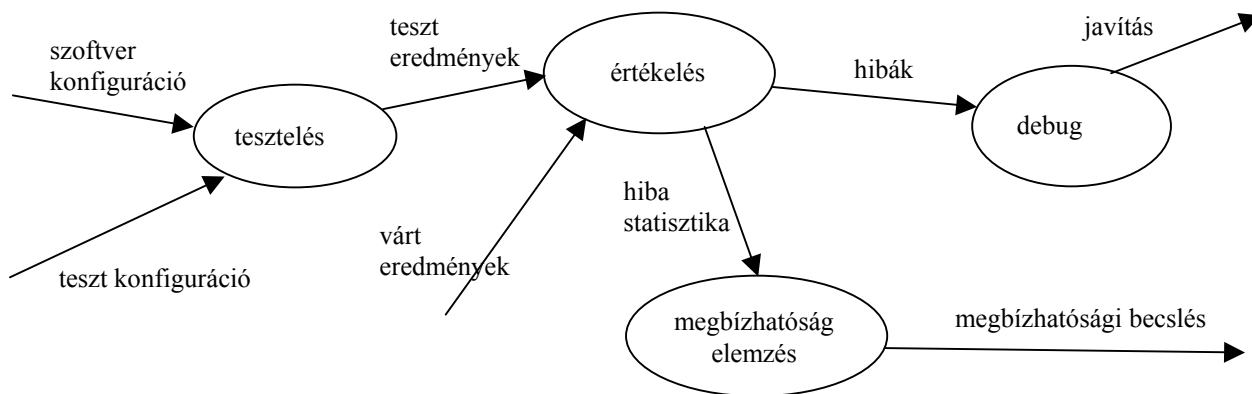 szoftver
konfiguráció
tesztelés
teszt konfiguráció
teszt
eredmények
várt
eredmények
értékelés
hibák
debug
javítás
hiba
statisztika
megbízhatóság
elemzés
megbízhatósági becslés